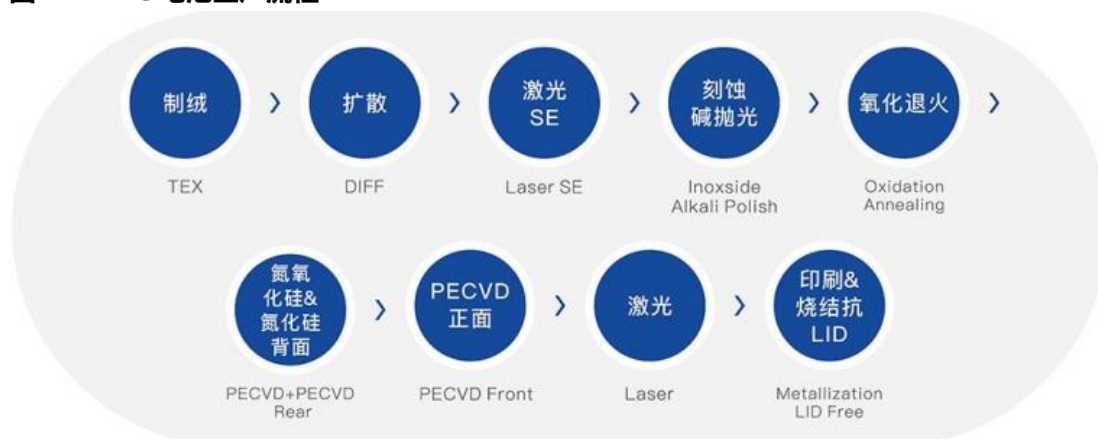 制绒
>
扩散
>
激光
SE
>
刻蚀
碱抛光
>
氧化退火
>
TEX
DIFF
Laser SE
Inoxside
Alkali Polish
Oxidation
Annealing
氮氧
化硅&
氮化硅
背面
>
PECVD
正面
>
激光
>
印刷&
烧结抗
LID
PECVD+PECVD
Rear
PECVD Front
Laser
Metallization
LID Free